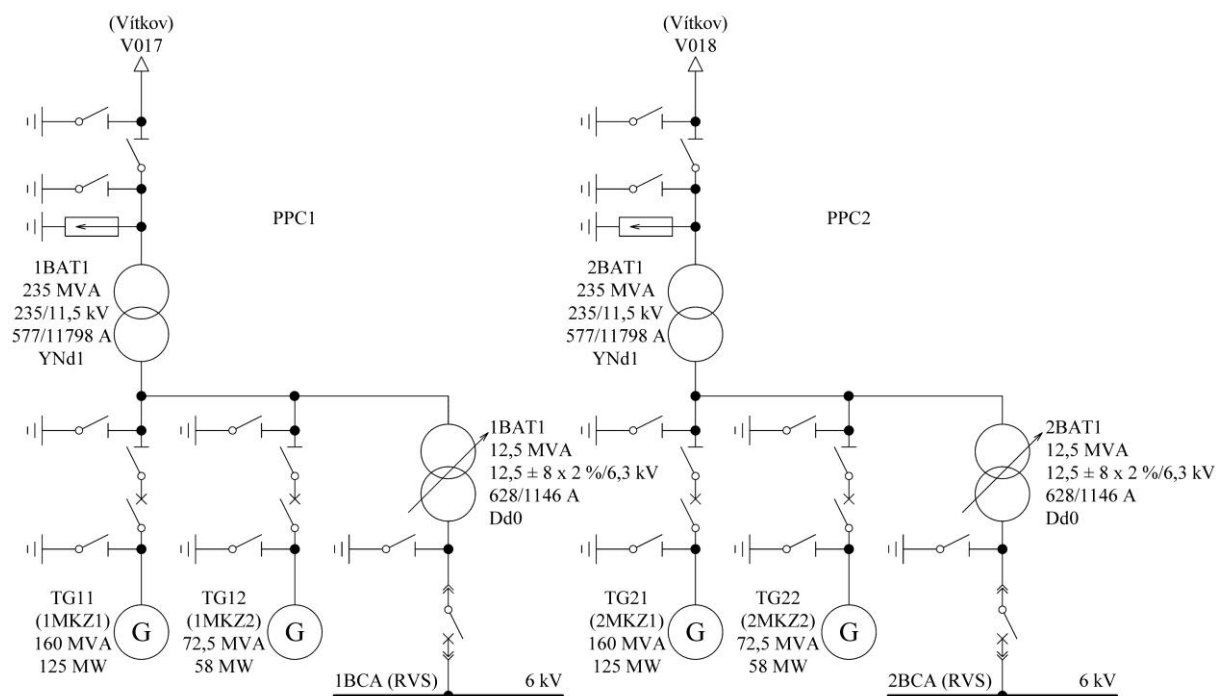 (Vítkov)
V017
(Vítkov)
V018
PPC1
PPC2
1BAT1
235 MVA
235/11,5 kV
577/11798 A
YNd1
2BAT1
235 MVA
235/11,5 kV
577/11798 A
YNd1
1BAT1
12,5 MVA
12,5 ± 8 x 2 %/6,3 kV
628/1146 A
Dd0
2BAT1
12,5 MVA
12,5 ± 8 x 2 %/6,3 kV
628/1146 A
Dd0
TG11
(1MKZ1)
160 MVA
125 MW
G
TG12
(1MKZ2)
72,5 MVA
58 MW
G
TG21
(2MKZ1)
160 MVA
125 MW
G
TG22
(2MKZ2)
72,5 MVA
58 MW
G
1BCA (RVS) 6 kV
2BCA (RVS) 6 kV